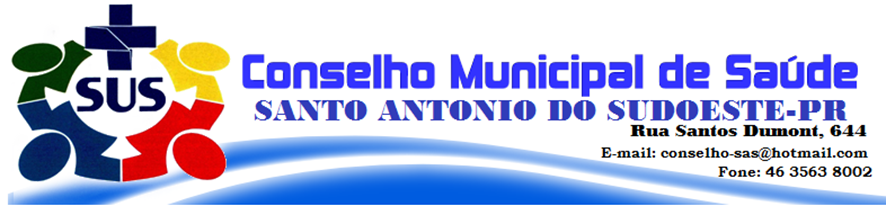 SUS
Conselho Municipal de Saúde
SANTO ANTONIO DO SUDOESTE-PR
Rua Santos Dumont, 644
E-mail: conselho-sas@hotmail.com
Fone: 46 3563 8002